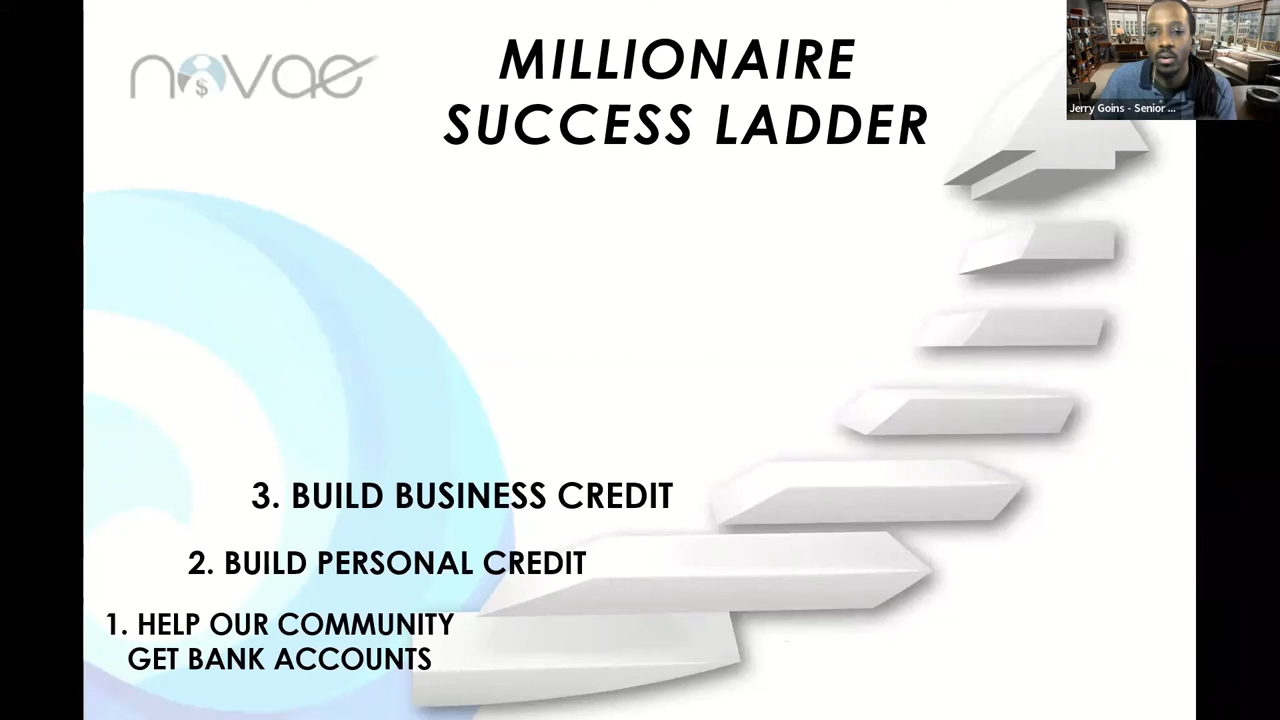 novae
$
MILLIONAIRE
SUCCESS LADDER
Jerry Goins - Senior ...
3. BUILD BUSINESS CREDIT
2. BUILD PERSONAL CREDIT
1. HELP OUR COMMUNITY
GET BANK ACCOUNTS